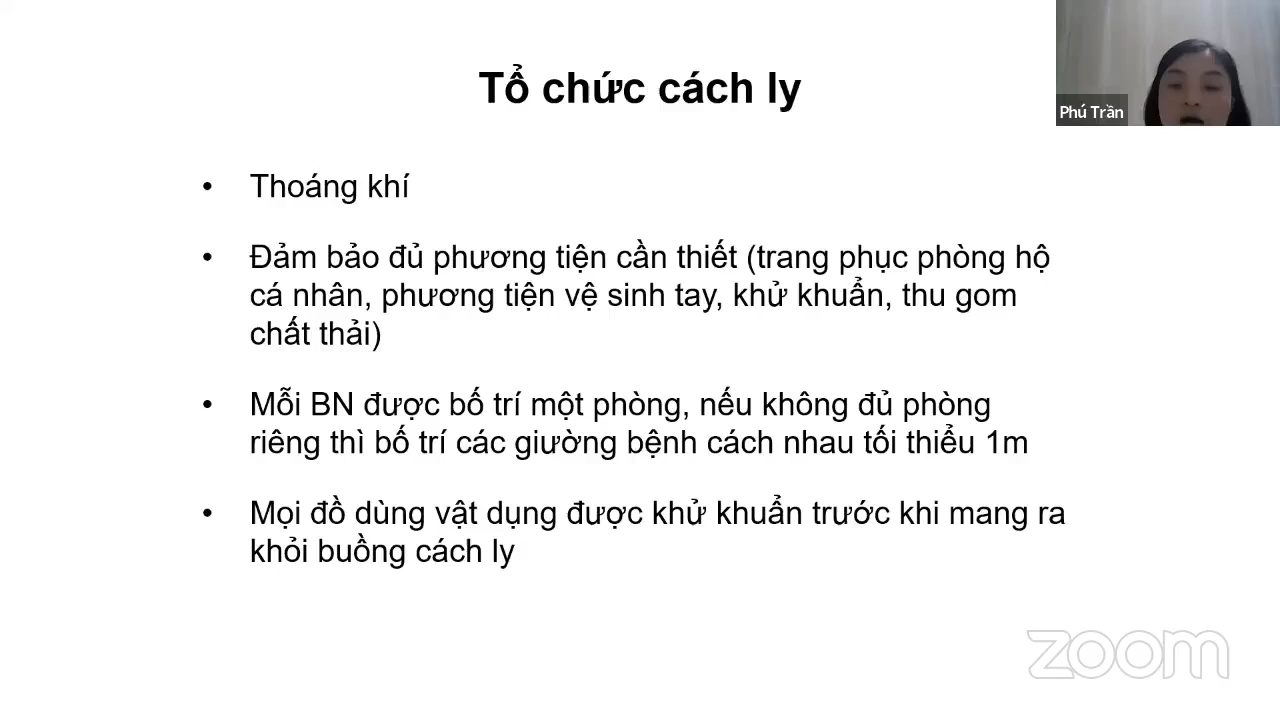 Tổ chức cách ly
Phú Trần
• Thoáng khí
• Đảm bảo đủ phương tiện cần thiết (trang phục phòng hộ
cá nhân, phương tiện vệ sinh tay, khử khuẩn, thu gom
chất thải)
• Mỗi BN được bố trí một phòng, nếu không đủ phòng
riêng thì bố trí các giường bệnh cách nhau tối thiểu 1m
• Mọi đồ dùng vật dụng được khử khuẩn trước khi mang ra
khỏi buồng cách ly
zoom